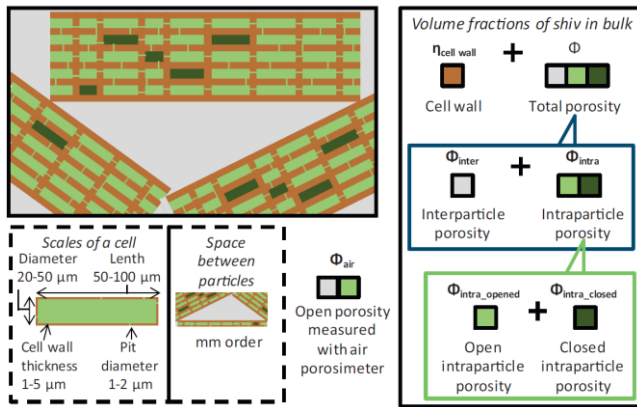 Volume fractions of shiv in bulk
ηcell wall + Φ
Cell wall Total porosity
Φinter + Φintra
Interparticle Intraparticle
porosity porosity
Φintra_opened + Φintra_closed
Open Closed
intraparticle intraparticle
porosity porosity
Scales of a cell
Diameter Lenth
20-50 µm 50-100 µm
Cell wall Pit
thickness diameter
1-5 µm 1-2 µm
Space
between
particles
mm order
Φair
Open porosity
measured
with air
porosimeter